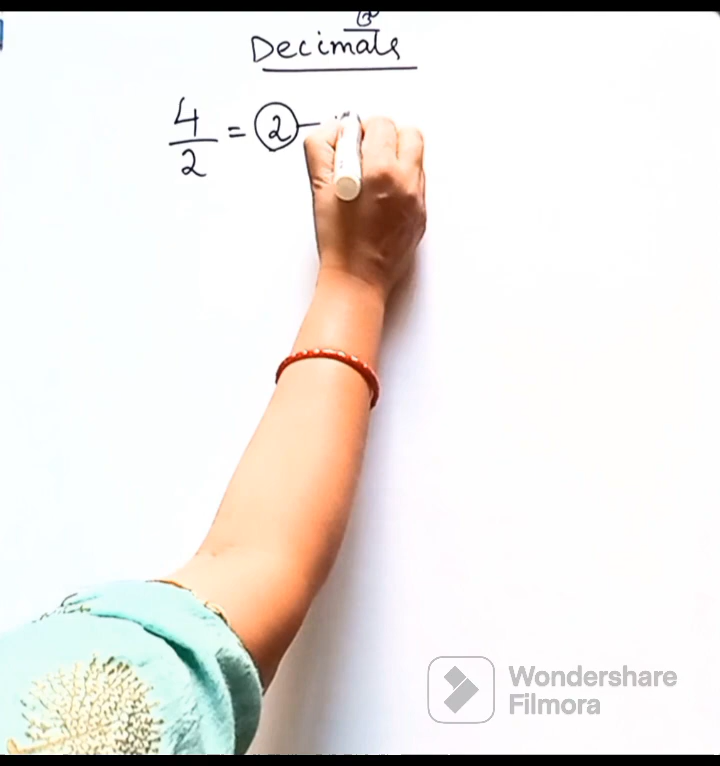 Decimals
4/2 = 2 —
Wondershare
Filmora